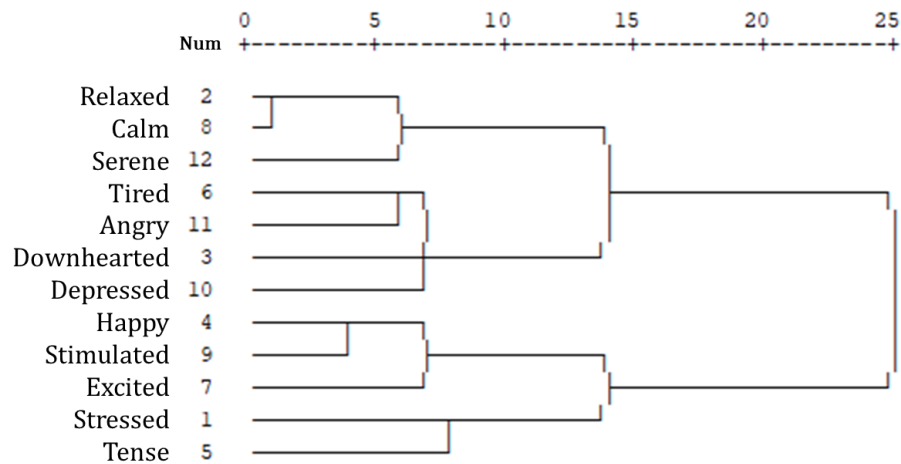 0 5 10 15 20 25
Num
Relaxed 2
Calm 8
Serene 12
Tired 6
Angry 11
Downhearted 3
Depressed 10
Happy 4
Stimulated 9
Excited 7
Stressed 1
Tense 5